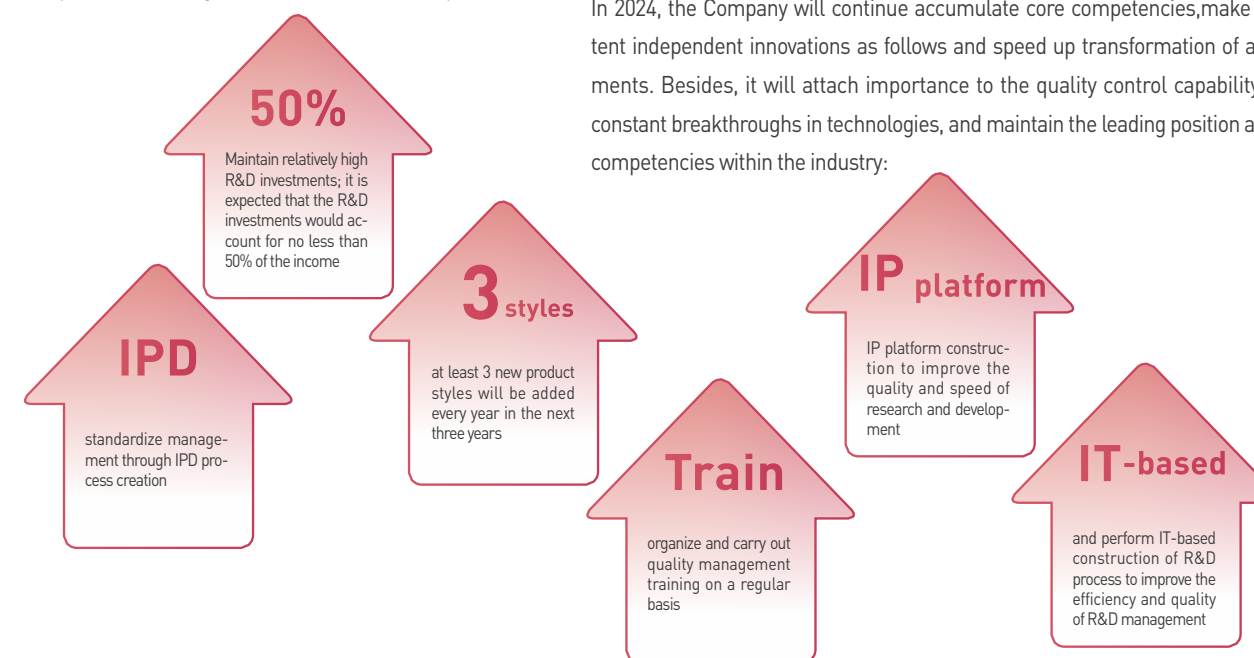 In 2024, the Company will continue accumulate core competencies,make
tent independent innovations as follows and speed up transformation of a
ments. Besides, it will attach importance to the quality control capability
constant breakthroughs in technologies, and maintain the leading position a
competencies within the industry:
50%
Maintain relatively high
R&D investments; it is
expected that the R&D
investments would ac-
count for no less than
50% of the income
IPD
standardize manage-
ment through IPD pro-
cess creation
3 styles
at least 3 new product
styles will be added
every year in the next
three years
Train
organize and carry out
quality management
training on a regular
basis
IP platform
IP platform construc-
tion to improve the
quality and speed of
research and develop-
ment
IT-based
and perform IT-based
construction of R&D
process to improve the
efficiency and quality
of R&D management